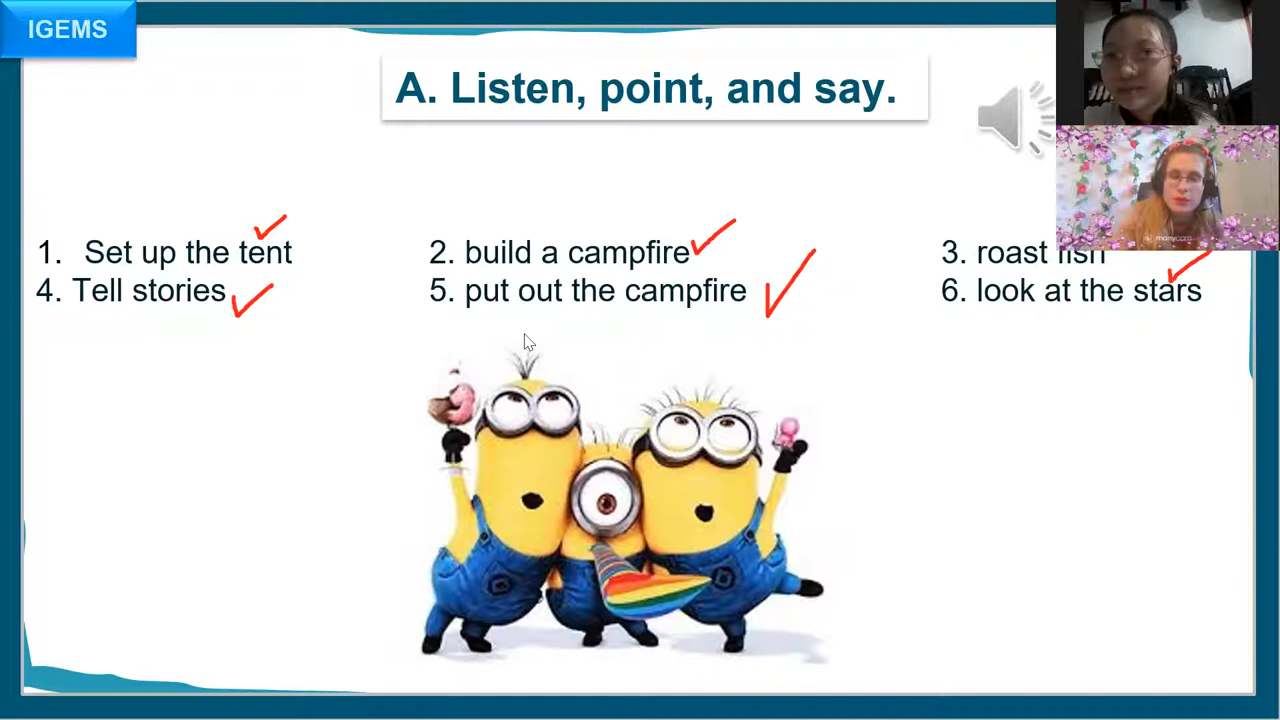 IGEMS
A. Listen, point, and say.
1. Set up the tent
2. build a campfire
3. roast fish
4. Tell stories
5. put out the campfire
6. look at the stars
manycam